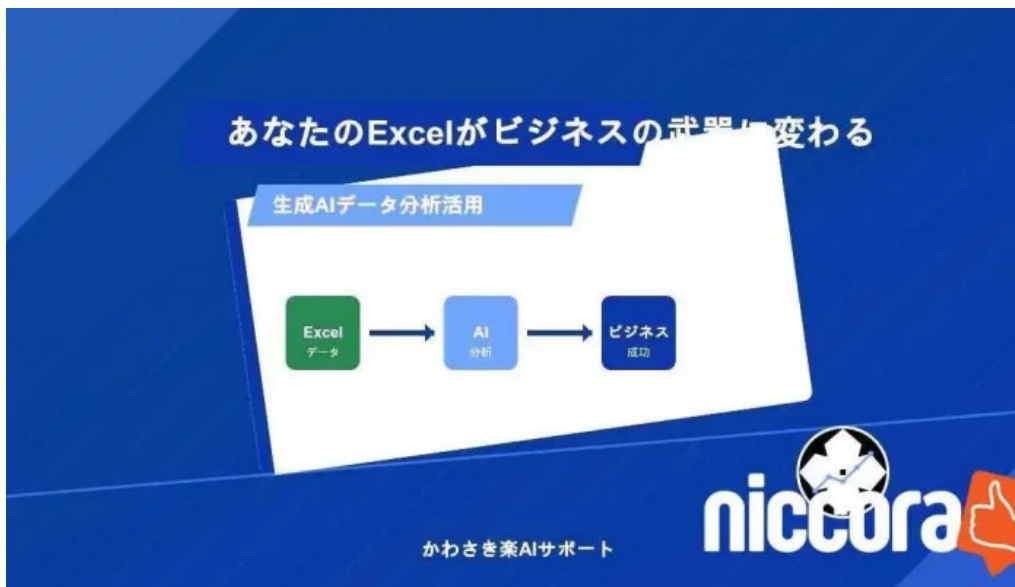 あなたのExcelがビジネスの武器に変わる
生成AIデータ分析活用
Excel
データ
AI
分析
ビジネス
成功
かわさき楽AIサポート
niccora